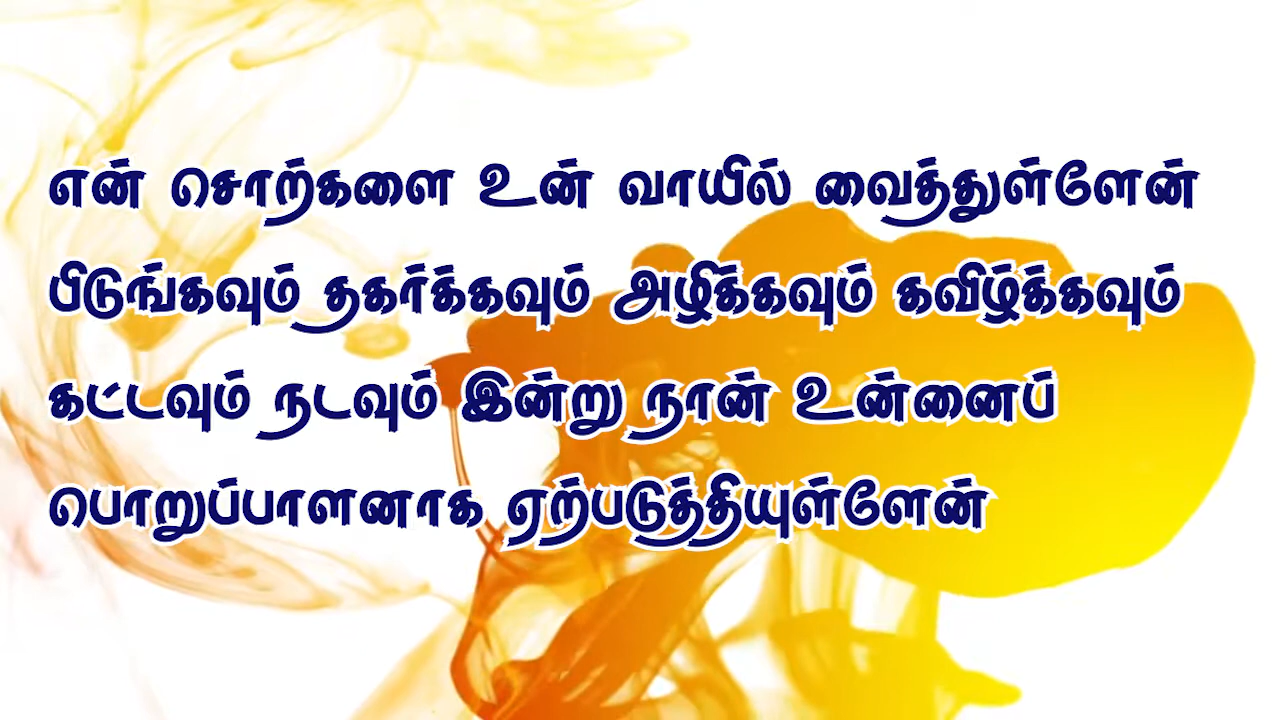 என் சொற்களை உன் வாயில் வைத்துள்ளேன்
பிடுங்கவும் தகர்க்கவும் அழிக்கவும் கவிழ்க்கவும்
கட்டவும் நடவும் இன்று நான் உன்னைப்
பொறுப்பாளனாக ஏற்படுத்தியுள்ளேன்